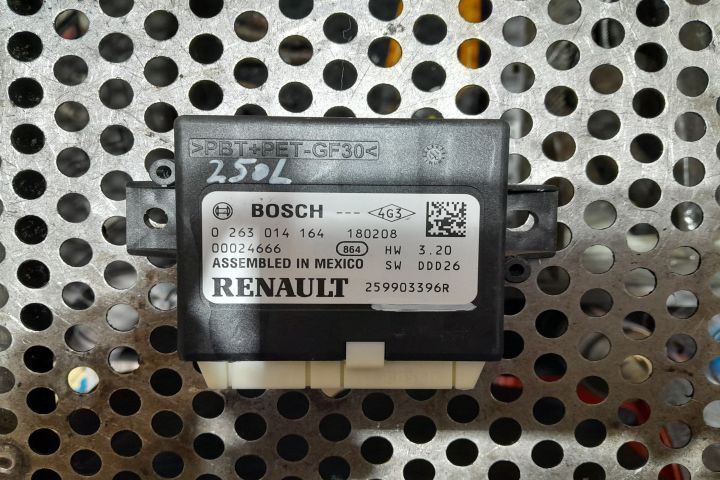 >PBT+PET-GF30<
250L
BOSCH --- 4G3
0 263 014 164 180208
00024666 864 HW 3.20
ASSEMBLED IN MEXICO SW DDD26
RENAULT 259903396R